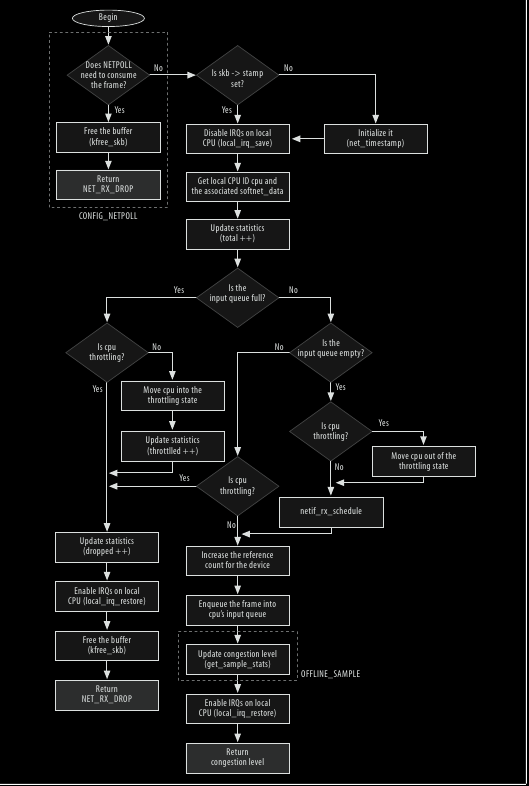 Begin
Does NETPOLL
need to consume
the frame?
No
Yes
Free the buffer
(kfree_skb)
Return
NET_RX_DROP
CONFIG_NETPOLL
Is skb -> stamp
set?
No
Yes
Initialize it
(net_timestamp)
Disable IRQs on local
CPU (local_irq_save)
Get local CPU ID cpu and
the associated softnet_data
Update statistics
(total ++)
Is the
input queue full?
Yes
No
Is cpu
throttling?
No
Yes
Move cpu into the
throttling state
Update statistics
(throttlled ++)
Is the
input queue empty?
No
Yes
Is cpu
throttling?
Yes
No
Move cpu out of the
throttling state
netif_rx_schedule
Is cpu
throttling?
Yes
No
Update statistics
(dropped ++)
Enable IRQs on local
CPU (local_irq_restore)
Free the buffer
(kfree_skb)
Return
NET_RX_DROP
Increase the reference
count for the device
Enqueue the frame into
cpu's input queue
Update congestion level
(get_sample_stats)
OFFLINE_SAMPLE
Enable IRQs on local
CPU (local_irq_restore)
Return
congestion level